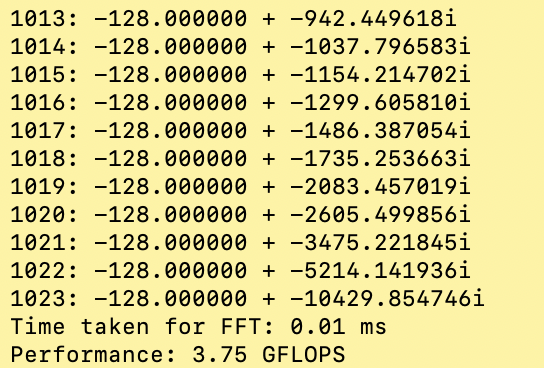 1013: -128.000000 + -942.449618i
1014: -128.000000 + -1037.796583i
1015: -128.000000 + -1154.214702i
1016: -128.000000 + -1299.605810i
1017: -128.000000 + -1486.387054i
1018: -128.000000 + -1735.253663i
1019: -128.000000 + -2083.457019i
1020: -128.000000 + -2605.499856i
1021: -128.000000 + -3475.221845i
1022: -128.000000 + -5214.141936i
1023: -128.000000 + -10429.854746i
Time taken for FFT: 0.01 ms
Performance: 3.75 GFLOPS